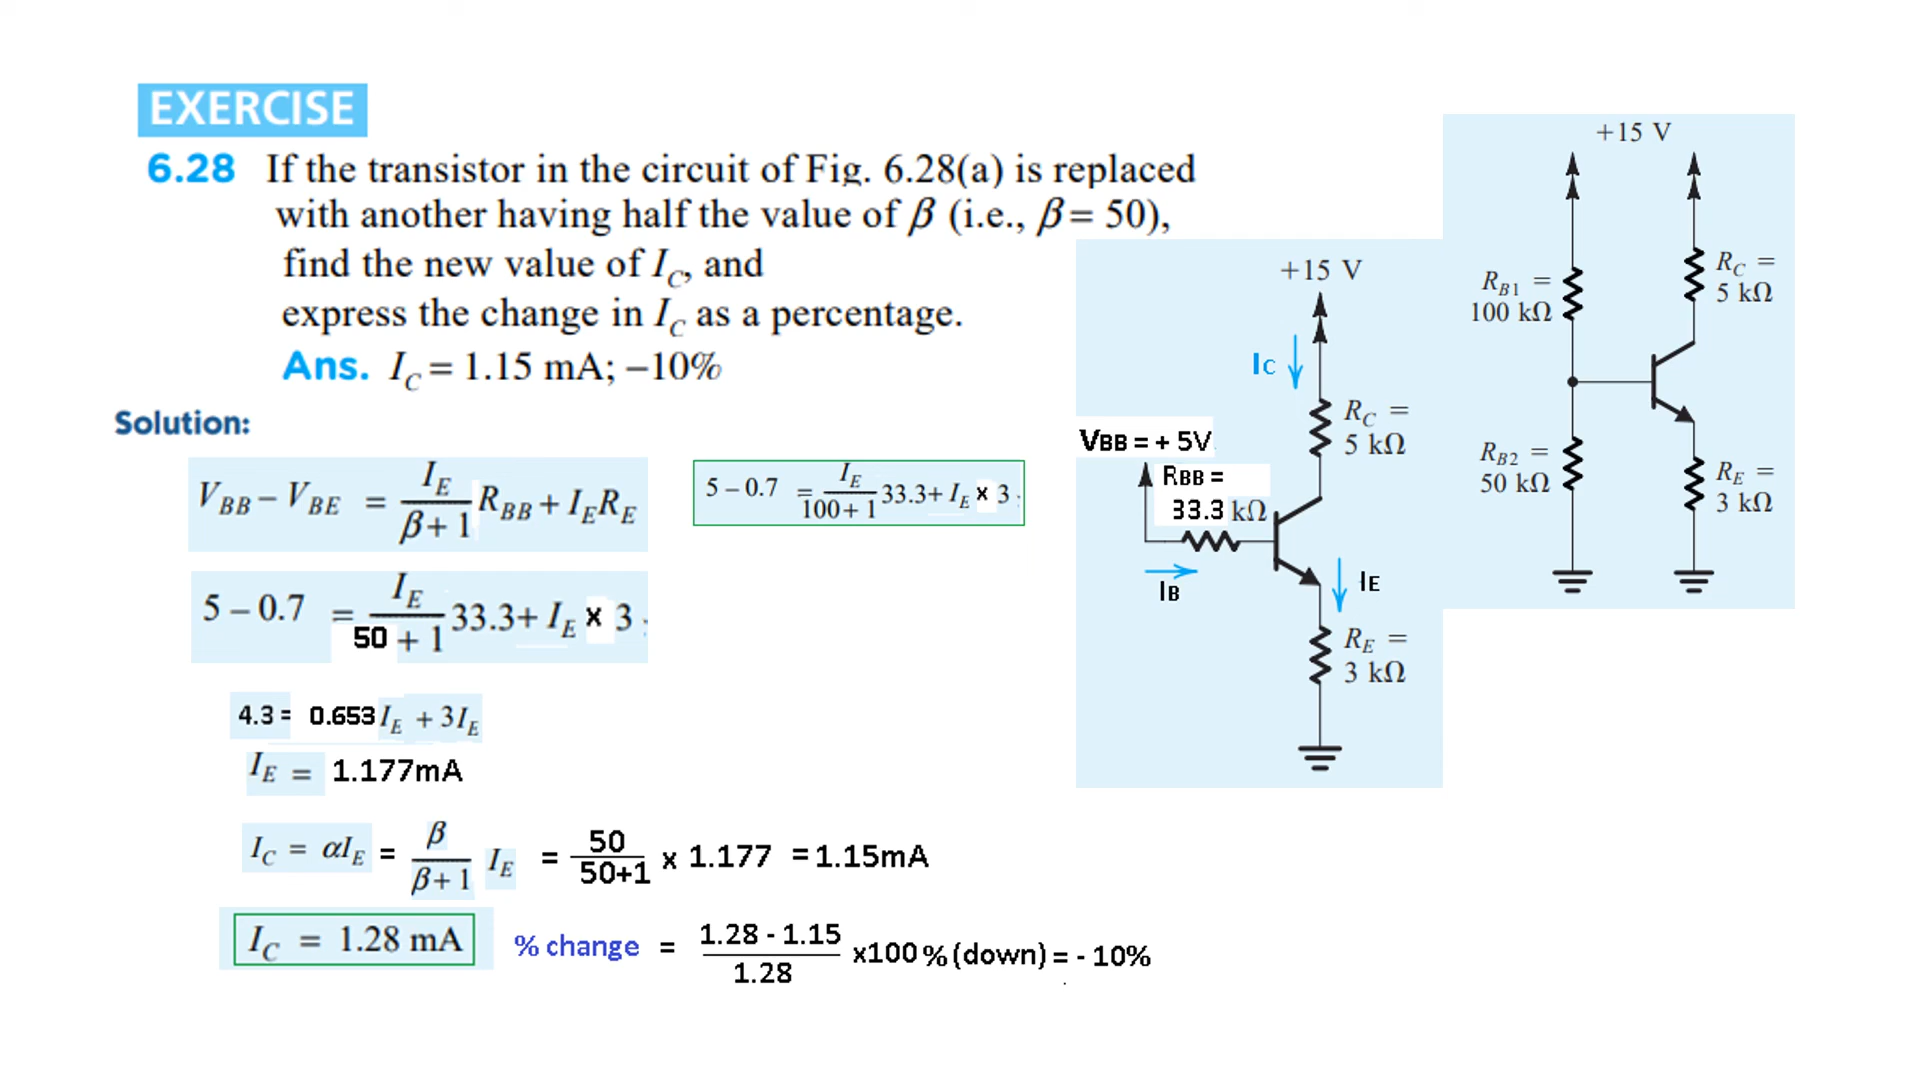 EXERCISE
6.28 If the transistor in the circuit of Fig. 6.28(a) is replaced
with another having half the value of β (i.e., β = 50),
find the new value of I_C, and
express the change in I_C as a percentage.
Ans. I_C = 1.15 mA; −10%
Solution:
V_BB − V_BE = I_E / (β + 1) R_BB + I_E R_E
5 – 0.7 = I_E / (100 + 1) 33.3 + I_E × 3
5 – 0.7 = I_E / (50 + 1) 33.3 + I_E × 3
4.3 = 0.653 I_E + 3I_E
I_E = 1.177mA
I_C = αI_E = β / (β + 1) I_E = 50 / (50+1) x 1.177 = 1.15mA
I_C = 1.28 mA
% change = (1.28 - 1.15) / 1.28 x100 % (down) = - 10%
+15 V
IC
R_C =
5 kΩ
VBB = + 5V
RBB =
33.3 kΩ
IB
IE
R_E =
3 kΩ
+15 V
R_B1 =
100 kΩ
R_C =
5 kΩ
R_B2 =
50 kΩ
R_E =
3 kΩ